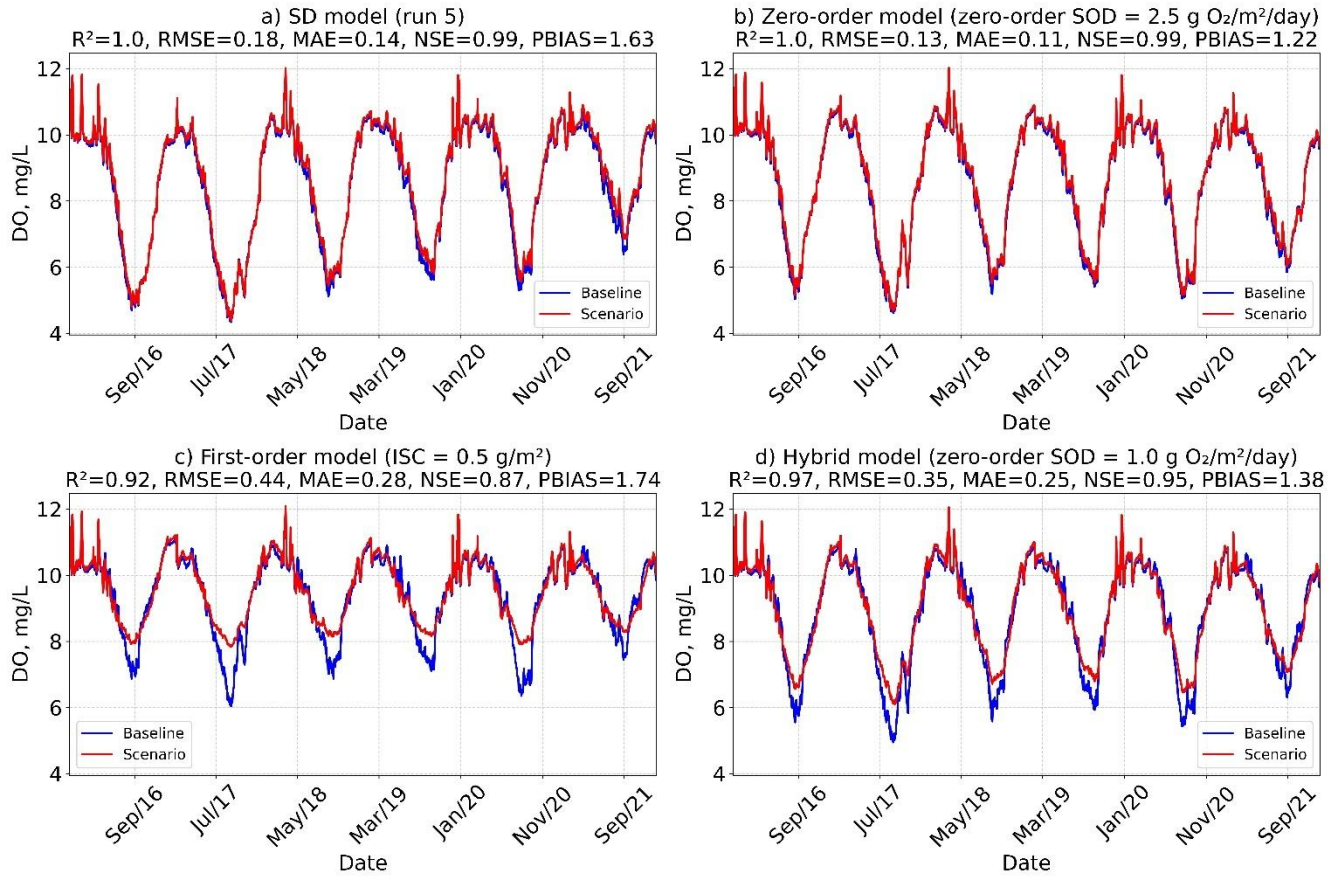 a) SD model (run 5)
R²=1.0, RMSE=0.18, MAE=0.14, NSE=0.99, PBIAS=1.63
12
10
8
6
4
DO, mg/L
Baseline
Scenario
Sep/16
Jul/17
May/18
Mar/19
Jan/20
Nov/20
Sep/21
Date
b) Zero-order model (zero-order SOD = 2.5 g O₂/m²/day)
R²=1.0, RMSE=0.13, MAE=0.11, NSE=0.99, PBIAS=1.22
12
10
8
6
4
DO, mg/L
Baseline
Scenario
Sep/16
Jul/17
May/18
Mar/19
Jan/20
Nov/20
Sep/21
Date
c) First-order model (ISC = 0.5 g/m²)
R²=0.92, RMSE=0.44, MAE=0.28, NSE=0.87, PBIAS=1.74
12
10
8
6
4
DO, mg/L
Baseline
Scenario
Sep/16
Jul/17
May/18
Mar/19
Jan/20
Nov/20
Sep/21
Date
d) Hybrid model (zero-order SOD = 1.0 g O₂/m²/day)
R²=0.97, RMSE=0.35, MAE=0.25, NSE=0.95, PBIAS=1.38
12
10
8
6
4
DO, mg/L
Baseline
Scenario
Sep/16
Jul/17
May/18
Mar/19
Jan/20
Nov/20
Sep/21
Date